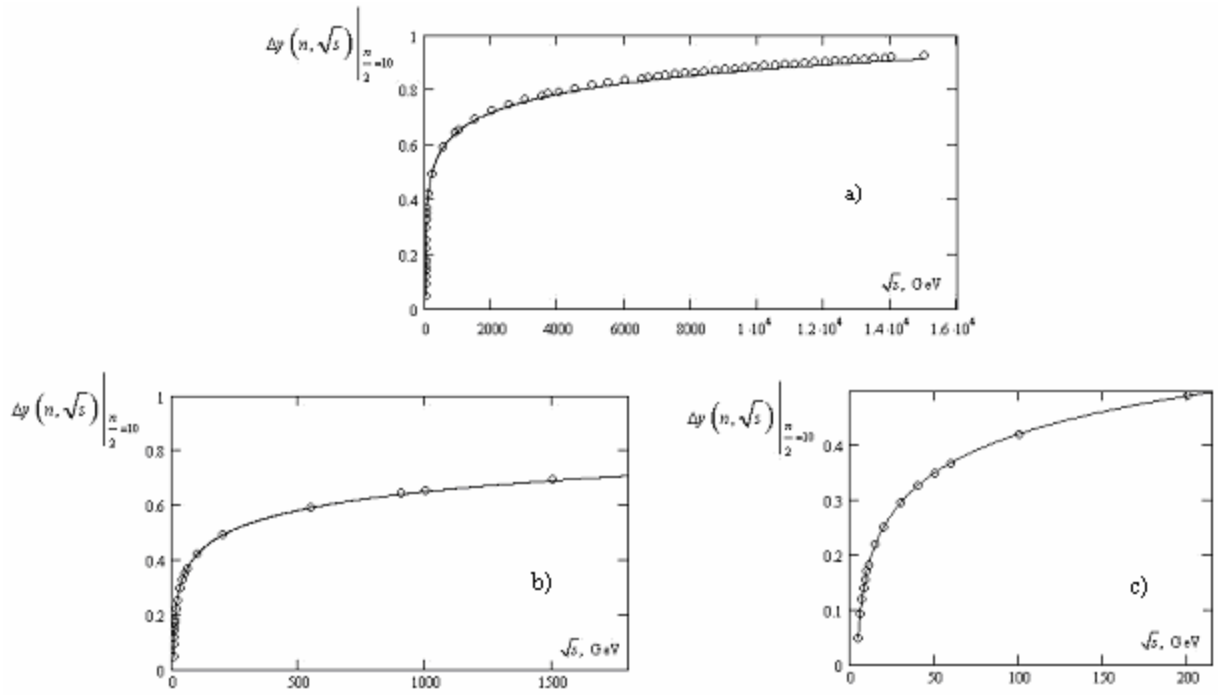 Δy (n, √s) | n/2 =10
1
0.8
0.6
0.4
0.2
0
a)
√s, GeV
0 2000 4000 6000 8000 1·10⁴ 1.2·10⁴ 1.4·10⁴ 1.6·10⁴
Δy (n, √s) | n/2 =10
1
0.8
0.6
0.4
0.2
0
b)
√s, GeV
0 500 1000 1500
Δy (n, √s) | n/2 =10
0.4
0.3
0.2
0.1
0
c)
√s, GeV
0 50 100 150 200